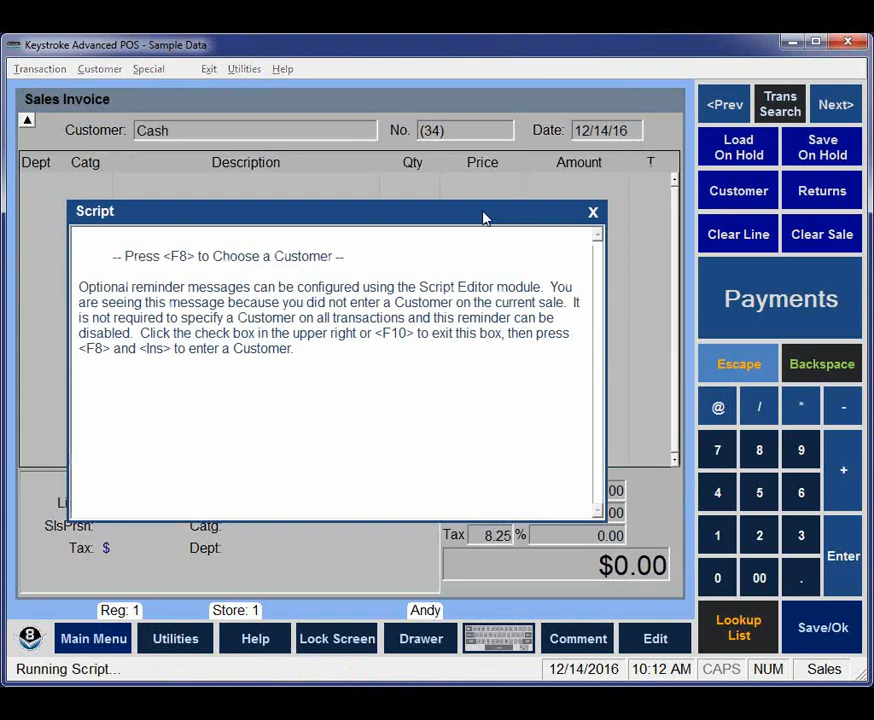 Keystroke Advanced POS - Sample Data
Transaction Customer Special Exit Utilities Help
Sales Invoice
Customer: Cash No. (34) Date: 12/14/16
Dept Catg Description Qty Price Amount T
Script X
-- Press <F8> to Choose a Customer --
Optional reminder messages can be configured using the Script Editor module. You
are seeing this message because you did not enter a Customer on the current sale. It
is not required to specify a Customer on all transactions and this reminder can be
disabled. Click the check box in the upper right or <F10> to exit this box, then press
<F8> and <Ins> to enter a Customer.
Li
00
00
SlsPrsn: Catg:
Tax 8.25 % 0.00
Tax: $ Dept:
$0.00
Reg: 1 Store: 1 Andy
8 Main Menu Utilities Help Lock Screen Drawer Comment Edit
Running Script... 12/14/2016 10:12 AM CAPS NUM Sales
<Prev Trans Search Next>
Load On Hold Save On Hold
Customer Returns
Clear Line Clear Sale
Payments
Escape Backspace
@ / * -
7 8 9 +
4 5 6
1 2 3 Enter
0 00 .
Lookup List Save/Ok